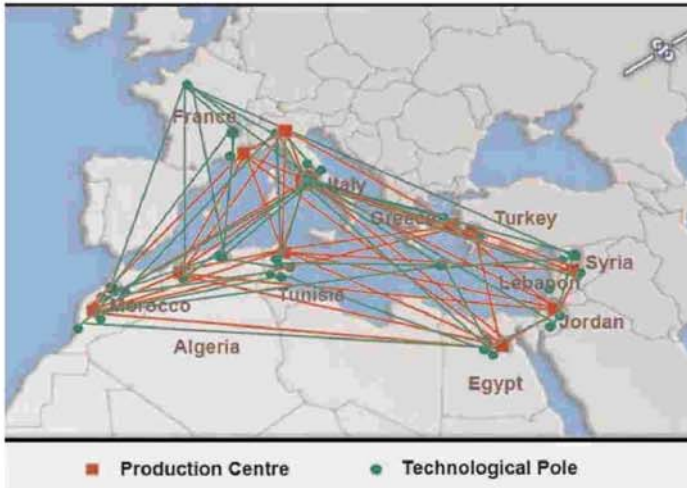 France
Italy
Greece
Turkey
Syria
Lebanon
Morocco
Tunisia
Jordan
Algeria
Egypt
Production Centre
Technological Pole